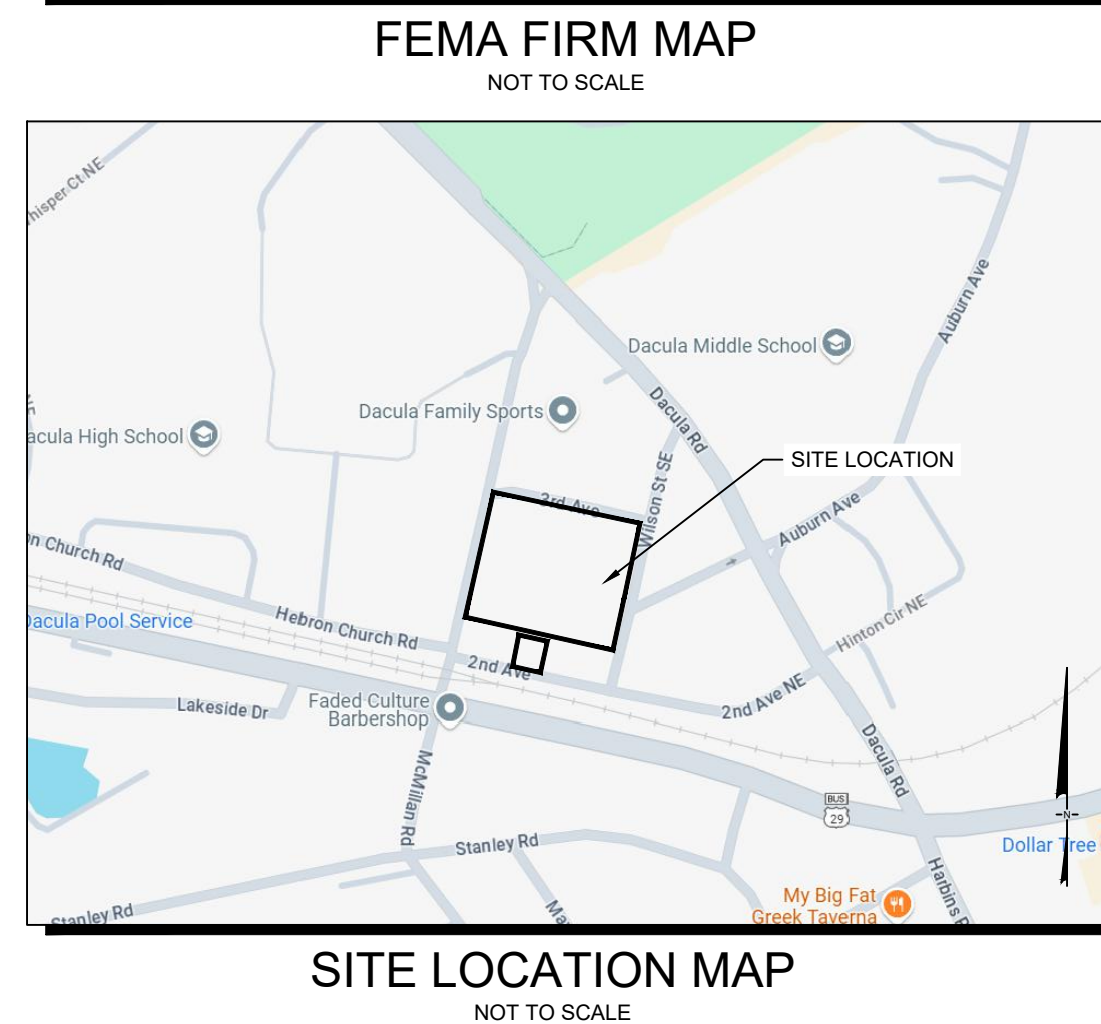 FEMA FIRM MAP
NOT TO SCALE
hisper Ct NE
Auburn Ave
Dacula Middle School
Dacula Family Sports
Dacula Rd
acula High School
SITE LOCATION
Wilson St SE
3rd Ave
Auburn Ave
n Church Rd
Hinton Cir NE
Dacula Pool Service
Hebron Church Rd
2nd Ave
2nd Ave NE
Lakeside Dr
Faded Culture
Barbershop
Dacula Rd
McMillan Rd
BUS
29
N
Stanley Rd
Dollar Tree
Harbins R
My Big Fat
Greek Taverna
Ma
Stanley Rd
SITE LOCATION MAP
NOT TO SCALE